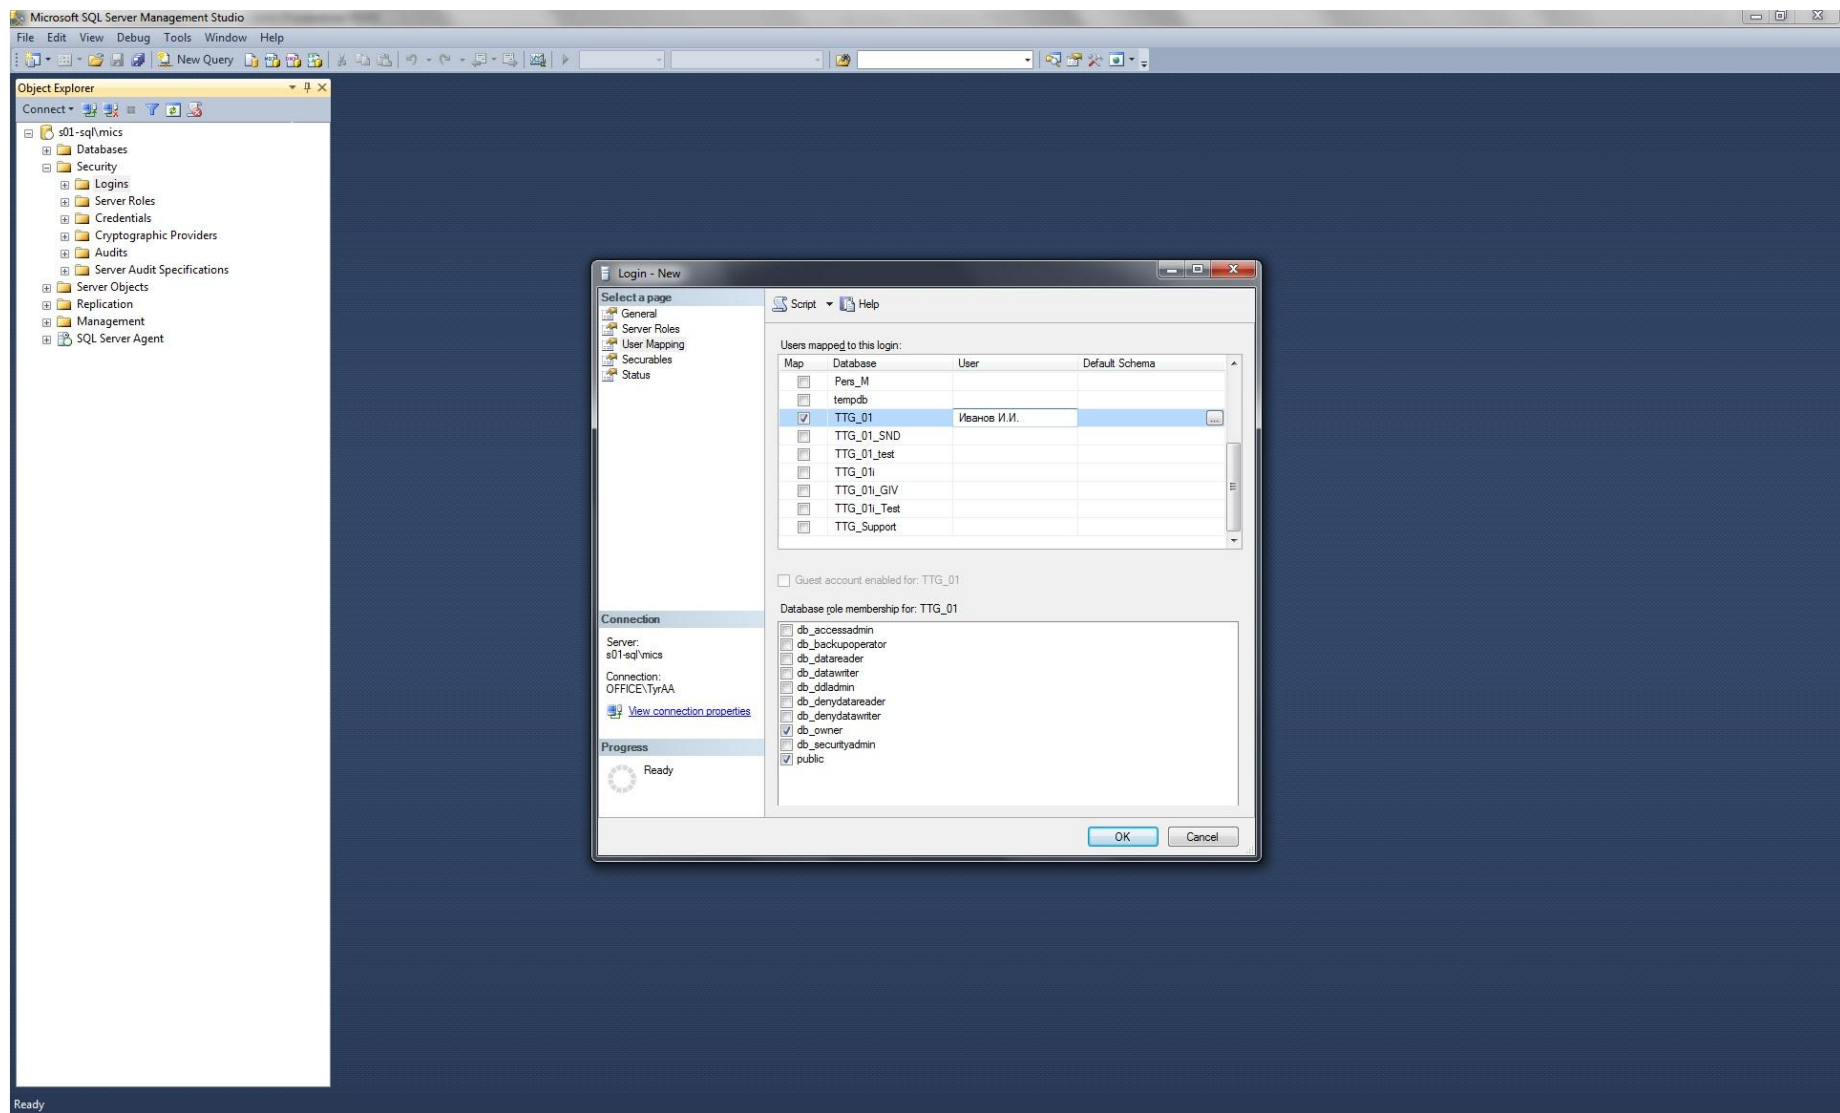 Microsoft SQL Server Management Studio
File Edit View Debug Tools Window Help
New Query
Object Explorer
Connect
s01-sql\mics
Databases
Security
Logins
Server Roles
Credentials
Cryptographic Providers
Audits
Server Audit Specifications
Server Objects
Replication
Management
SQL Server Agent
Login - New
Select a page
General
Server Roles
User Mapping
Securables
Status
Script Help
Users mapped to this login:
Map Database User Default Schema
Pers_M
tempdb
TTG_01 Иванов И.И. ...
TTG_01_SND
TTG_01_test
TTG_01i
TTG_01i_GIV
TTG_01i_Test
TTG_Support
Guest account enabled for: TTG_01
Database role membership for: TTG_01
db_accessadmin
db_backupoperator
db_datareader
db_datawriter
db_ddladmin
db_denydatareader
db_denydatawriter
db_owner
db_securityadmin
public
Connection
Server:
s01-sql\mics
Connection:
OFFICE\TyrAA
View connection properties
Progress
Ready
OK Cancel
Ready